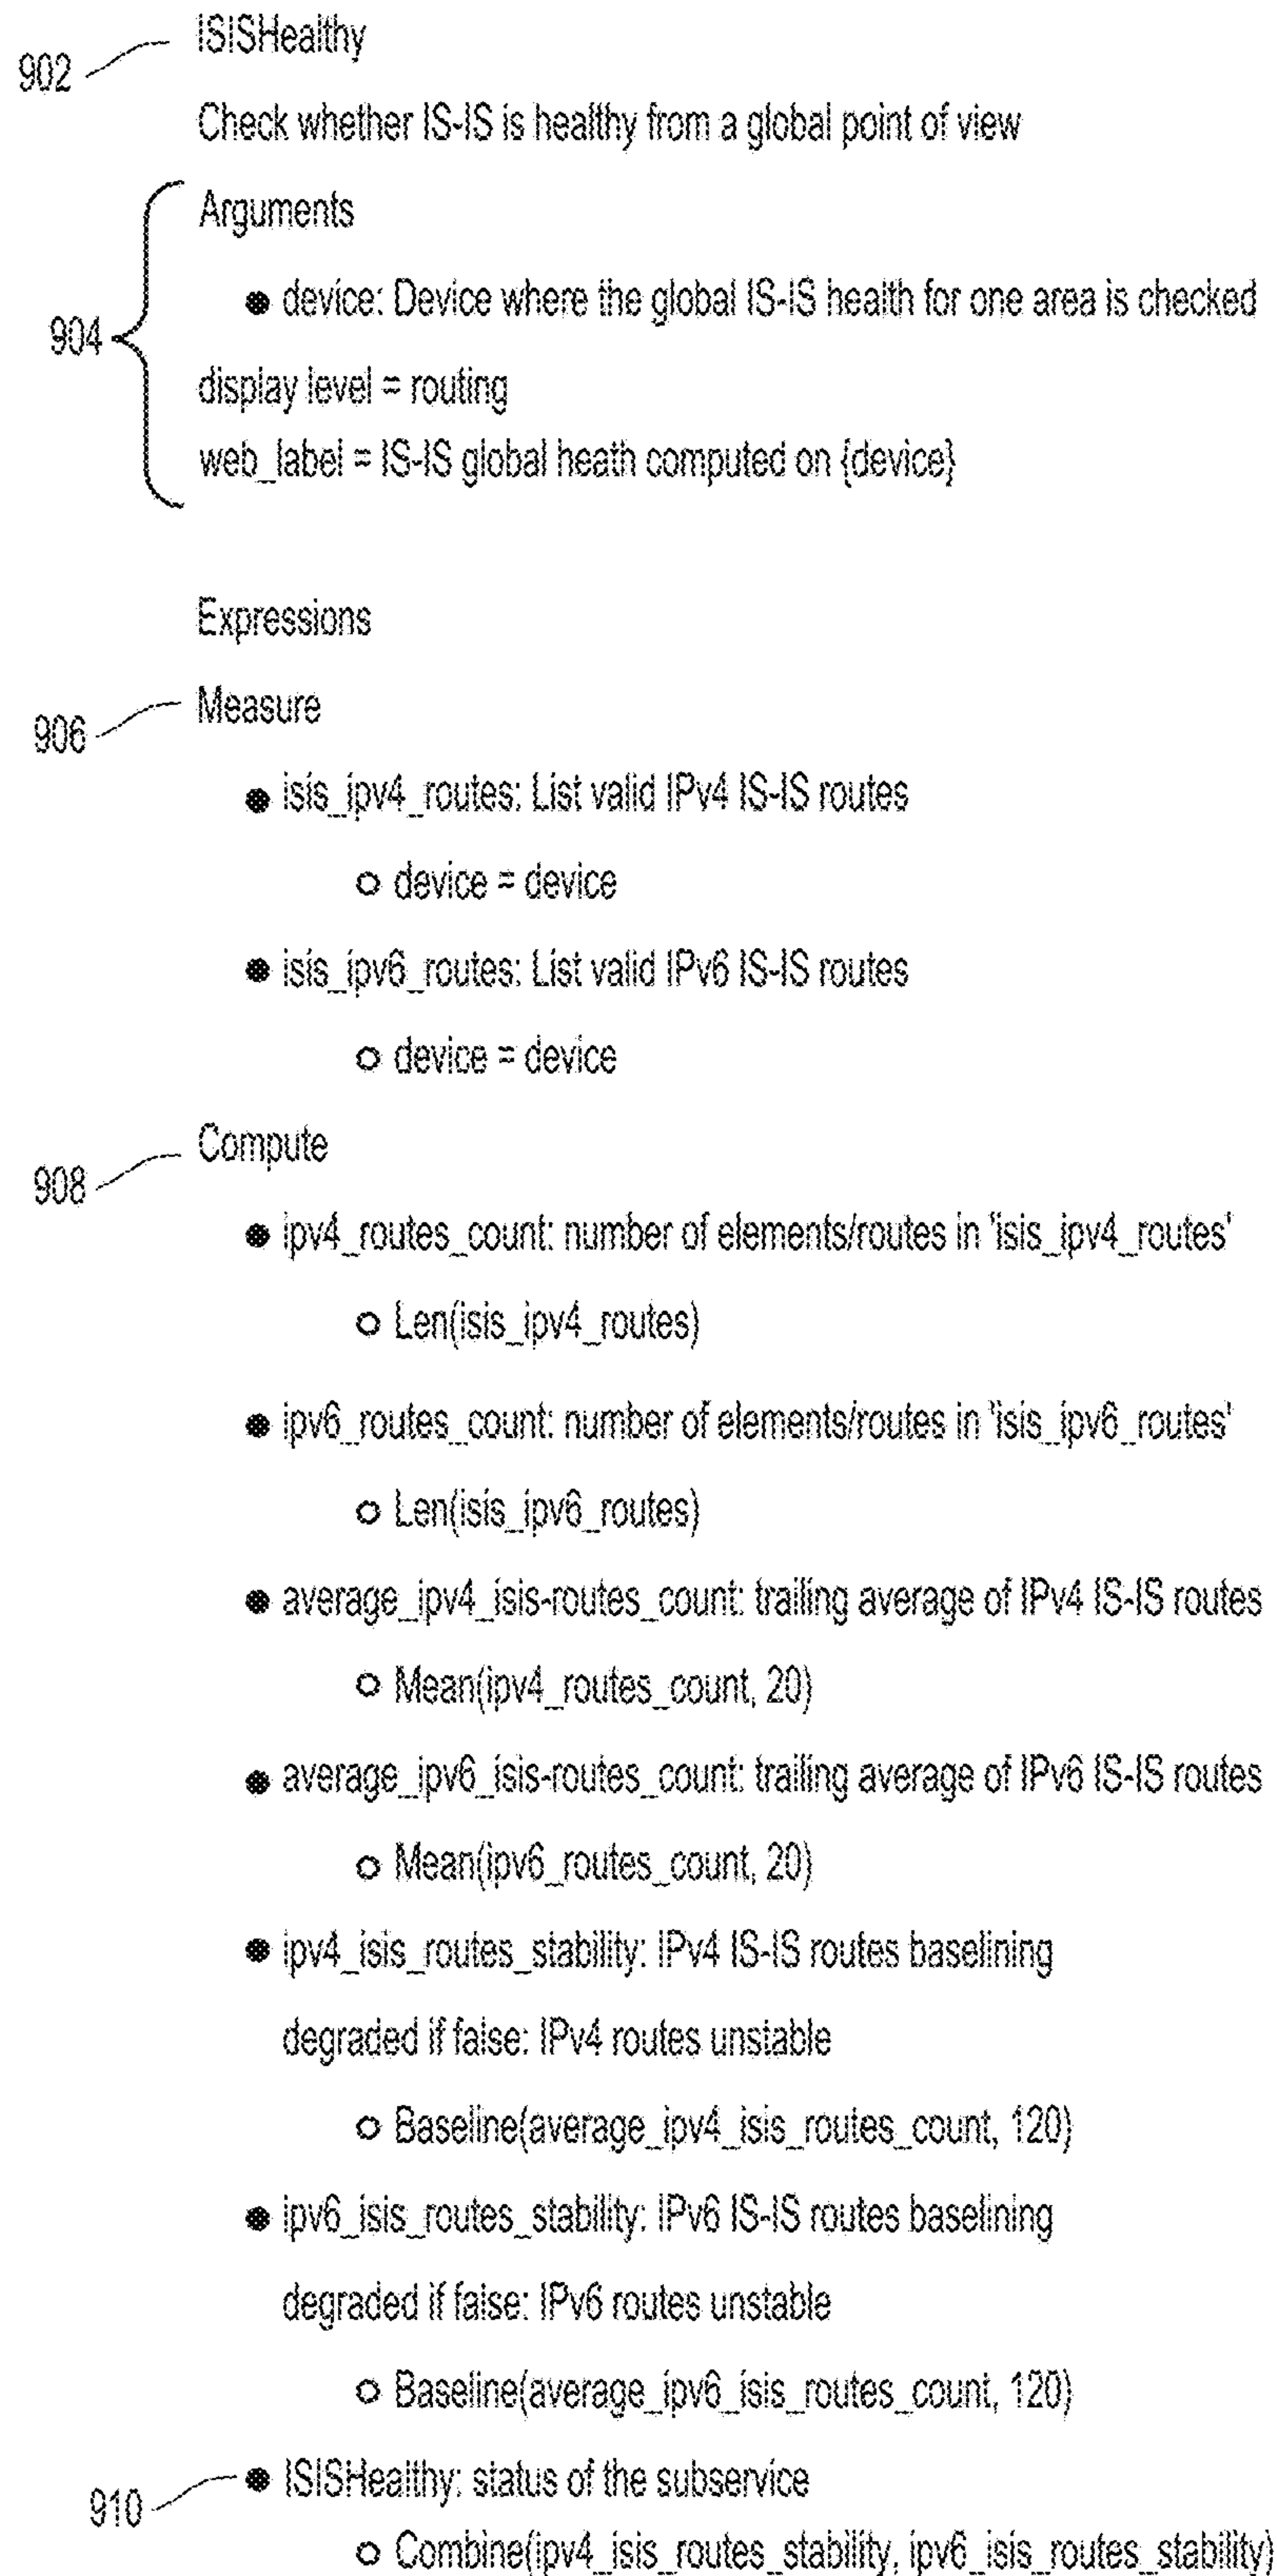 ISISHealthy
902
Check whether IS-IS is healthy from a global point of view
Arguments
● device: Device where the global IS-IS health for one area is checked
904
display level = routing
web_label = IS-IS global heath computed on {device}
Expressions
Measure
906
● isis_ipv4_routes: List valid IPv4 IS-IS routes
○ device = device
● isis_ipv6_routes: List valid IPv6 IS-IS routes
○ device = device
Compute
908
● ipv4_routes_count: number of elements/routes in 'isis_ipv4_routes'
○ Len(isis_ipv4_routes)
● ipv6_routes_count: number of elements/routes in 'isis_ipv6_routes'
○ Len(isis_ipv6_routes)
● average_ipv4_isis-routes_count: trailing average of IPv4 IS-IS routes
○ Mean(ipv4_routes_count, 20)
● average_ipv6_isis-routes_count: trailing average of IPv6 IS-IS routes
○ Mean(ipv6_routes_count, 20)
● ipv4_isis_routes_stability: IPv4 IS-IS routes baselining
degraded if false: IPv4 routes unstable
○ Baseline(average_ipv4_isis_routes_count, 120)
● ipv6_isis_routes_stability: IPv6 IS-IS routes baselining
degraded if false: IPv6 routes unstable
○ Baseline(average_ipv6_isis_routes_count, 120)
● ISISHealthy: status of the subservice
910
○ Combine(ipv4_isis_routes_stability, ipv6_isis_routes_stability)